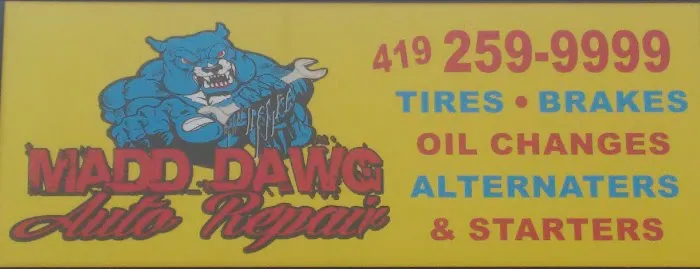 MADD DAWG
Auto Repair
419 259-9999
TIRES • BRAKES
OIL CHANGES
ALTERNATERS
& STARTERS